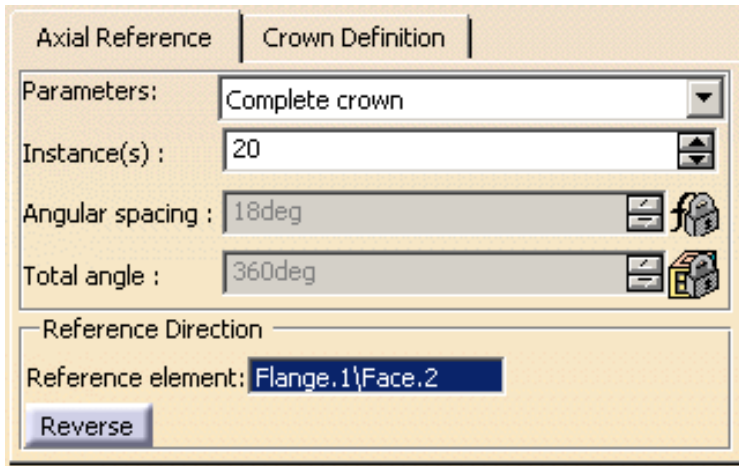 Axial Reference Crown Definition
Parameters: Complete crown
Instance(s) : 20
Angular spacing : 18deg
Total angle : 360deg
Reference Direction
Reference element: Flange.1\Face.2
Reverse